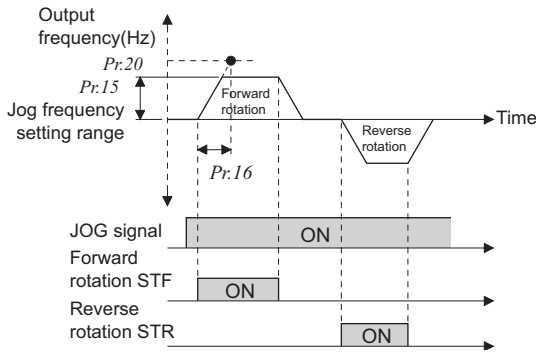 Output
frequency(Hz)
Pr.20
Pr.15
Jog frequency
setting range
Forward
rotation
Time
Reverse
rotation
Pr.16
JOG signal
ON
Forward
rotation STF
ON
Reverse
rotation STR
ON